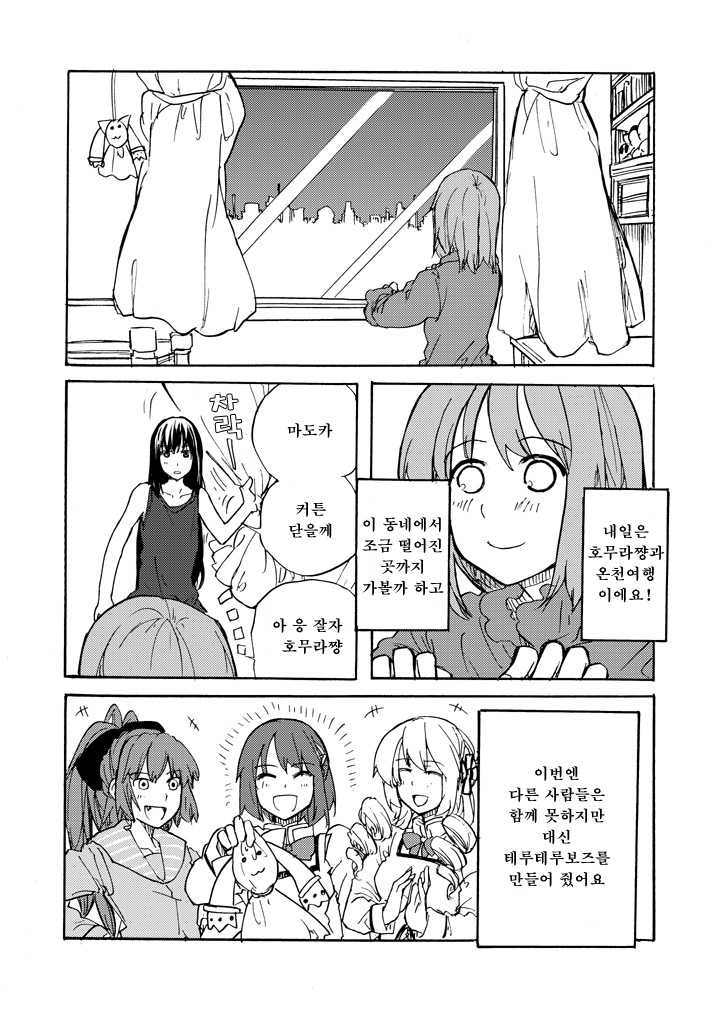 내일은
호무라쨩과
온천여행
이에요!
이 동네에서
조금 떨어진
곳까지
가볼까 하고
마도카
커튼
닫을께
차
락
아 응 잘자
호무라쨩
이번엔
다른 사람들은
함께 못하지만
대신
테루테루보즈를
만들어 줬어요